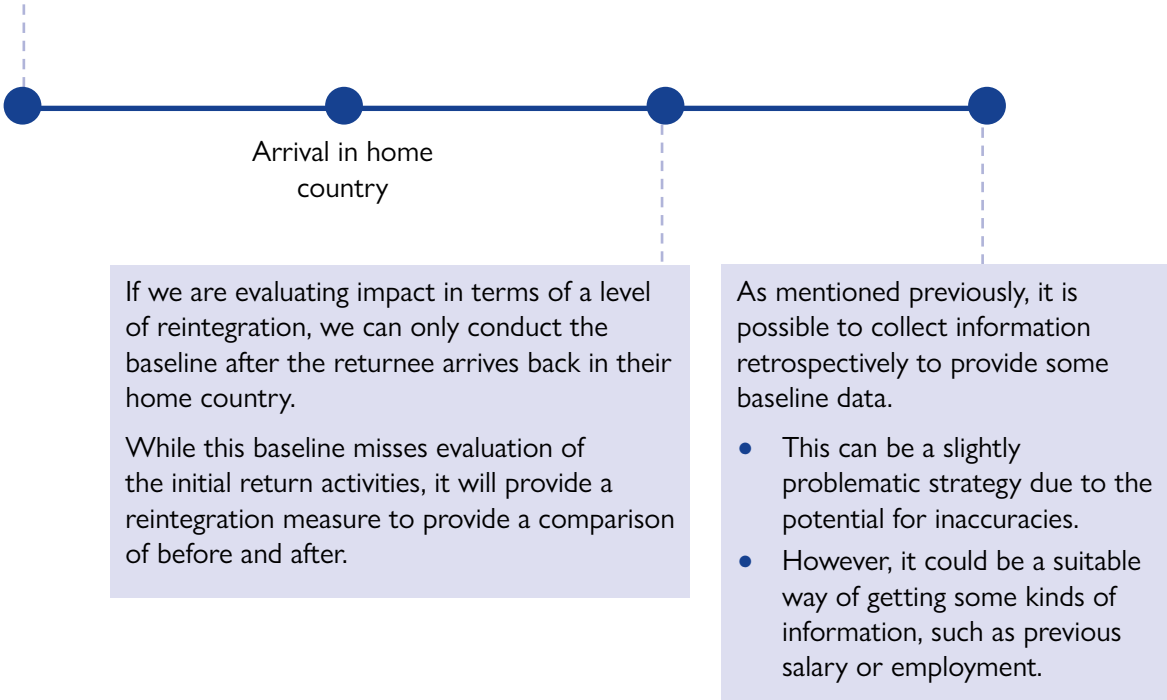 Arrival in home
country
If we are evaluating impact in terms of a level
of reintegration, we can only conduct the
baseline after the returnee arrives back in their
home country.
While this baseline misses evaluation of
the initial return activities, it will provide a
reintegration measure to provide a comparison
of before and after.
As mentioned previously, it is
possible to collect information
retrospectively to provide some
baseline data.
• This can be a slightly
problematic strategy due to the
potential for inaccuracies.
• However, it could be a suitable
way of getting some kinds of
information, such as previous
salary or employment.